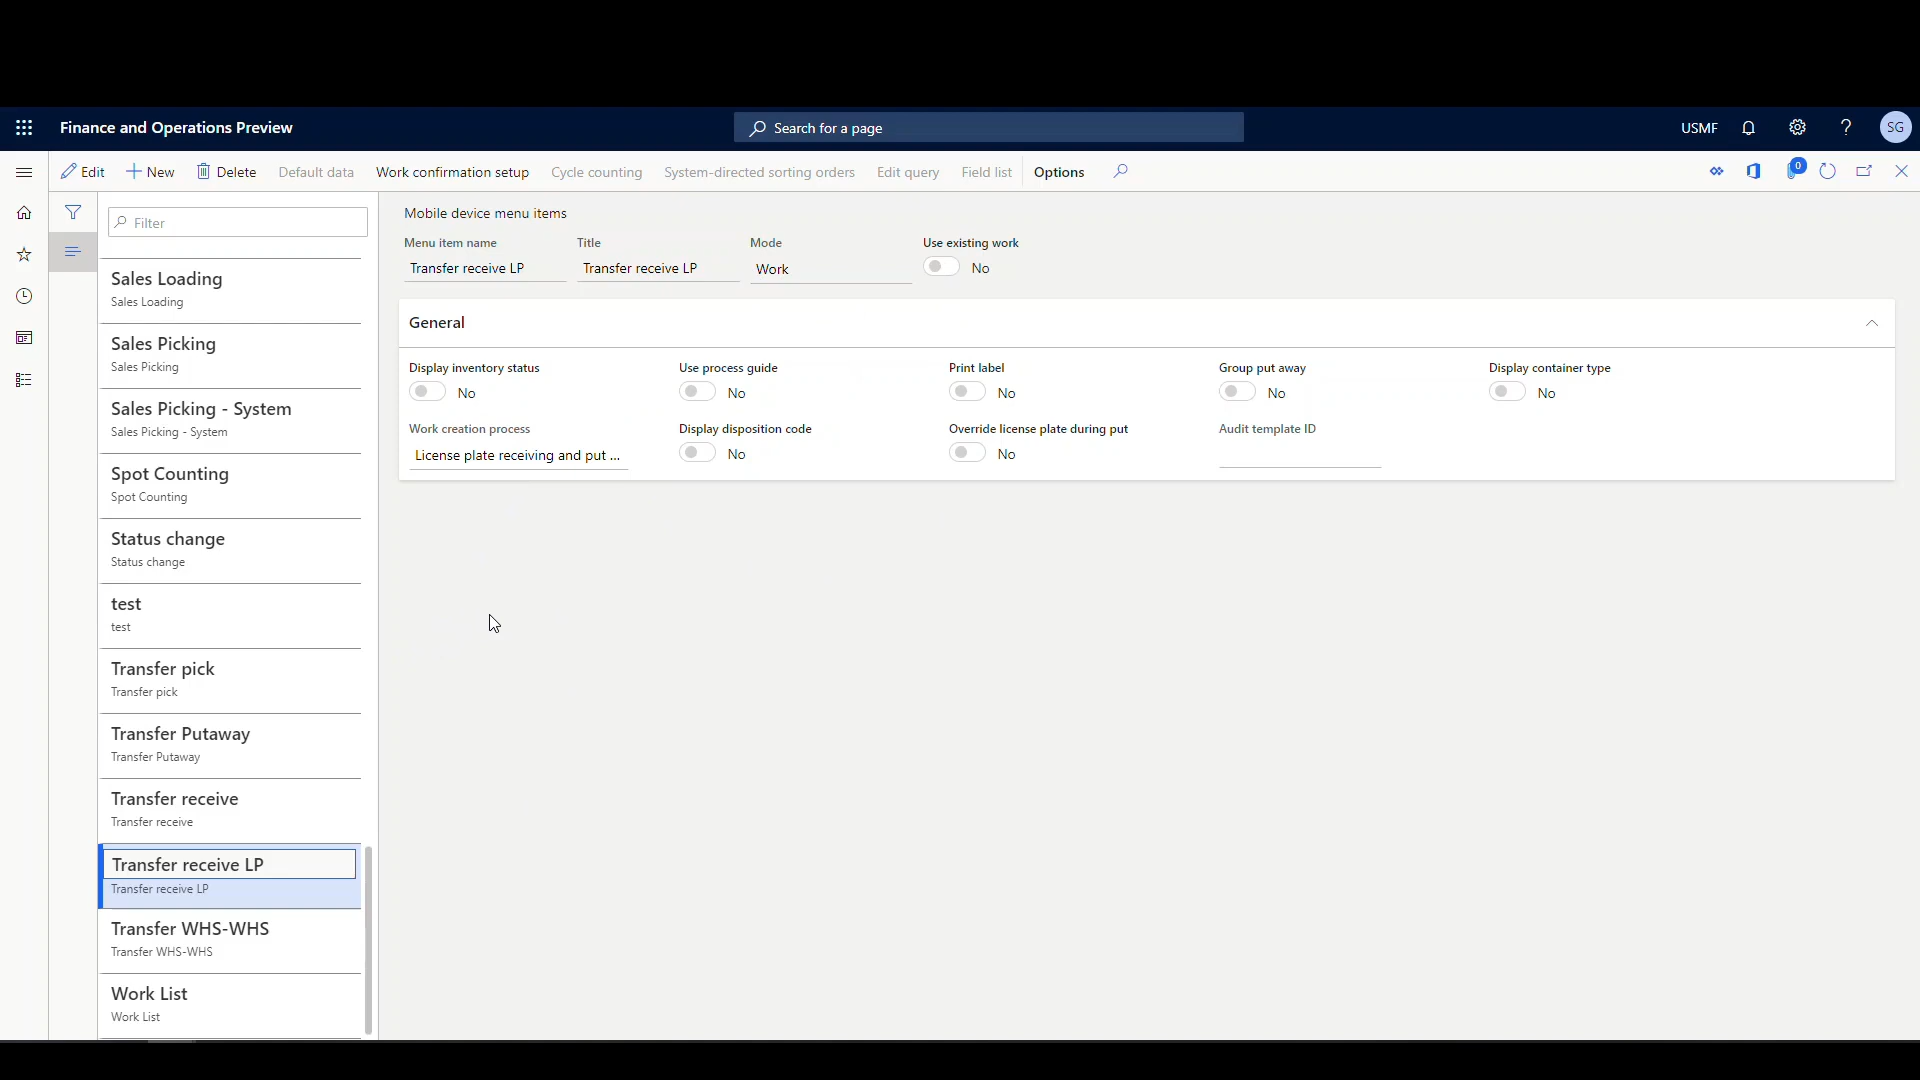 Finance and Operations Preview
Search for a page
USMF
?
SG
Edit
New
Delete
Default data
Work confirmation setup
Cycle counting
System-directed sorting orders
Edit query
Field list
Options
0
Filter
Sales Loading
Sales Loading
Sales Picking
Sales Picking
Sales Picking - System
Sales Picking - System
Spot Counting
Spot Counting
Status change
Status change
test
test
Transfer pick
Transfer pick
Transfer Putaway
Transfer Putaway
Transfer receive
Transfer receive
Transfer receive LP
Transfer receive LP
Transfer WHS-WHS
Transfer WHS-WHS
Work List
Work List
Mobile device menu items
Menu item name
Title
Mode
Use existing work
Transfer receive LP
Transfer receive LP
Work
No
General
Display inventory status
Use process guide
Print label
Group put away
Display container type
No
No
No
No
No
Work creation process
Display disposition code
Override license plate during put
Audit template ID
License plate receiving and put ...
No
No